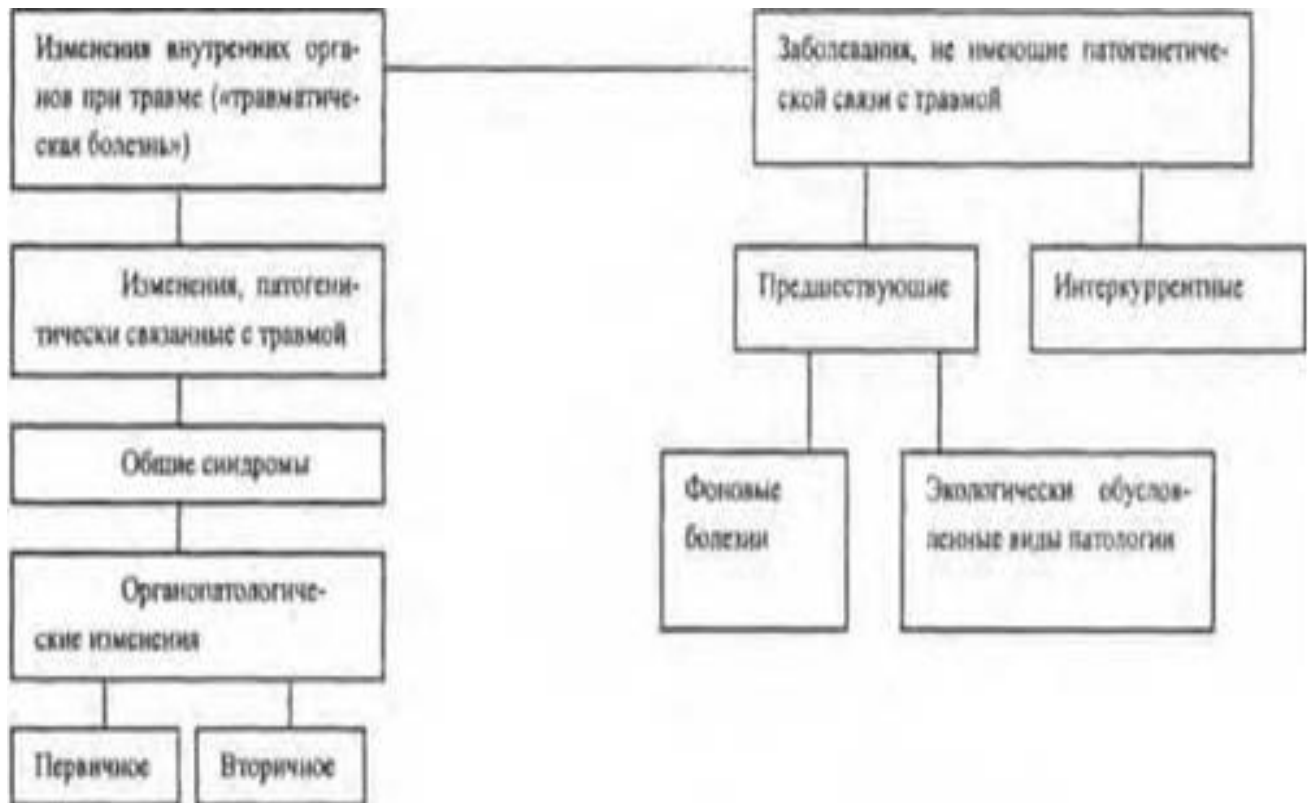 Изменения внутренних орга-
нов при травме («травматиче-
ская болезнь»)
Заболевания, не имеющие патогенетиче-
ской связи с травмой
Изменения, патогени-
тически связанные с травмой
Предшествующие
Интеркуррентные
Общие синдромы
Фоновые
болезни
Экологически обуслов-
ленные виды патологии
Органопатологиче-
ские изменения
Первичное
Вторичное